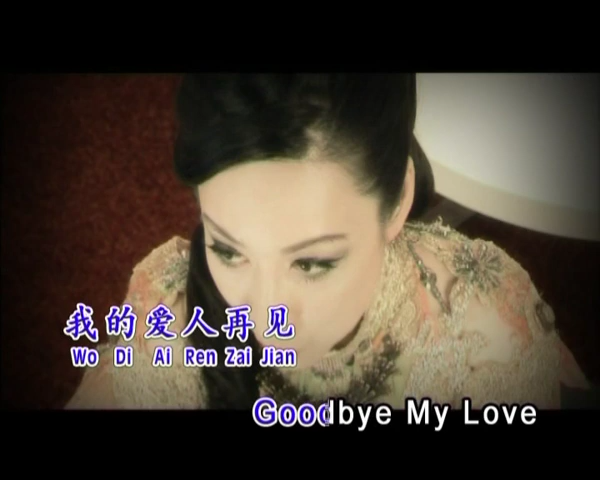 我的爱人再见
Wo Di Ai Ren Zai Jian
Goodbye My Love